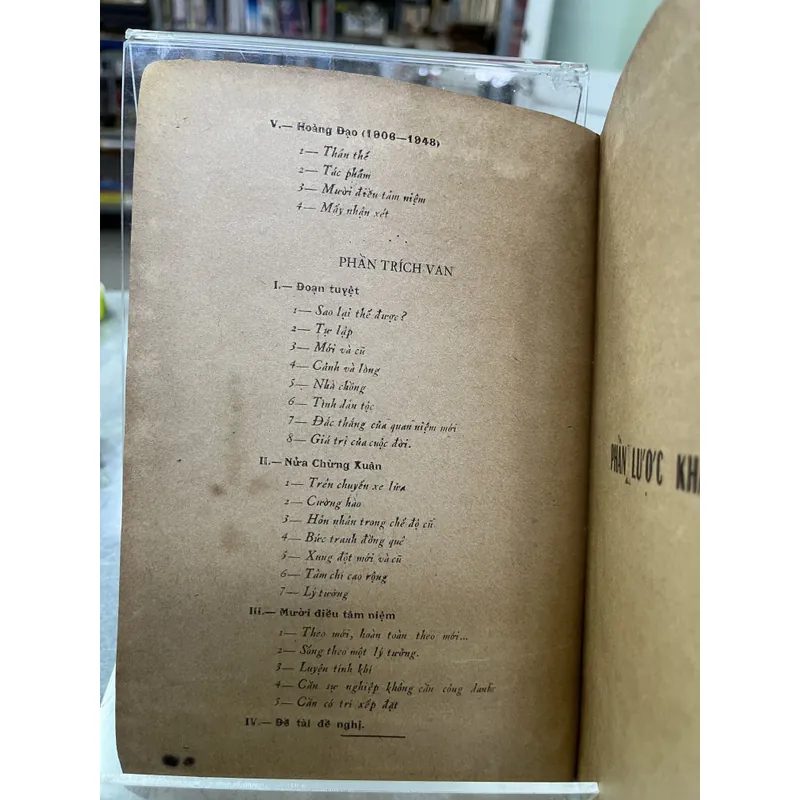 V.— Hoàng Đạo (1906—1948)
1— Thân thế
2— Tác phẩm
3— Mười điều tâm niệm
4— Mấy nhận xét
PHẦN TRÍCH VAN
I.— Đoạn tuyệt
1— Sao lại thế được?
2— Tự lập
3— Mới và cũ
4— Cảnh và lòng
5— Nhà chồng
6— Tình dân tộc
7— Đắc thắng của quan niệm mới
8— Giá trị của cuộc đời.
II.— Nửa Chừng Xuân
1— Trên chuyến xe lửa
2— Cường hào
3— Hôn nhân trong chế độ cũ
4— Bức tranh đồng quê
5— Xung đột mới và cũ
6— Tâm chí cao rộng
7— Lý tưởng
III.— Mười điều tâm niệm
1— Theo mới, hoàn toàn theo mới...
2— Sống theo một lý tưởng.
3— Luyện tính khí
4— Cần sự nghiệp không cần công danh
5— Cần có trí xếp đặt
IV.— Đề tài đề nghị.
PHẦN LƯỢC